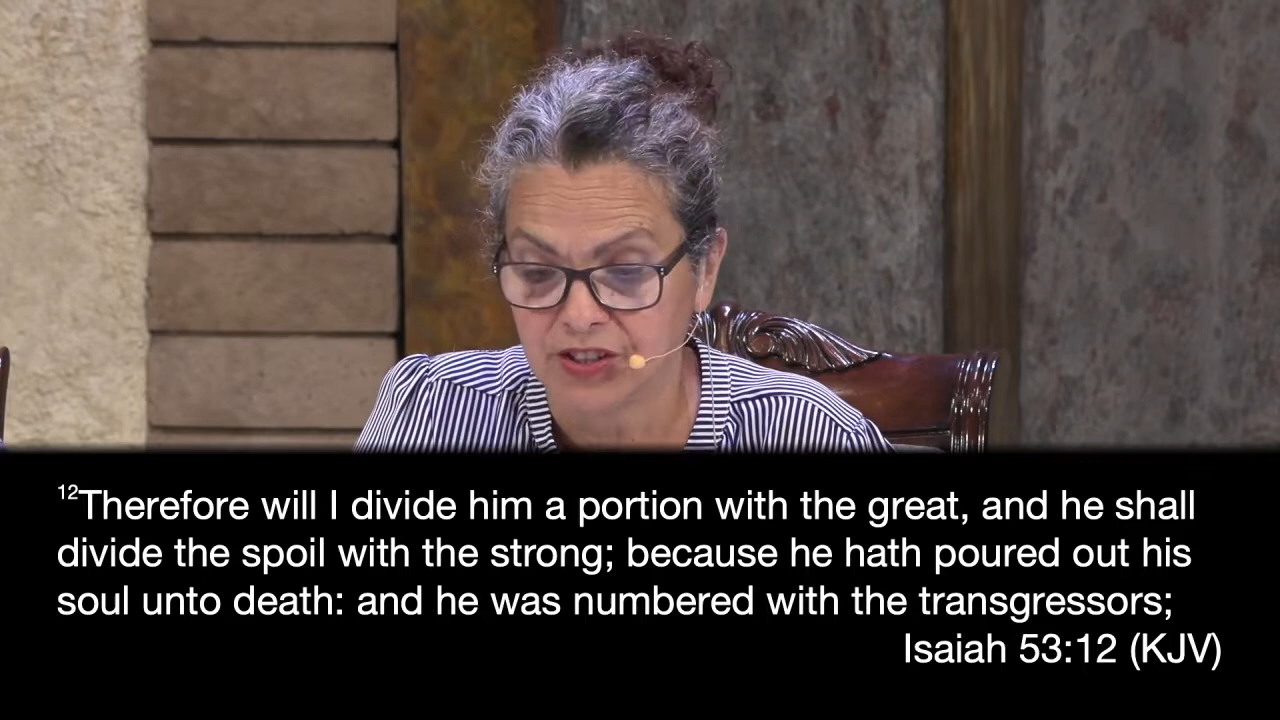 12Therefore will I divide him a portion with the great, and he shall
divide the spoil with the strong; because he hath poured out his
soul unto death: and he was numbered with the transgressors;
Isaiah 53:12 (KJV)